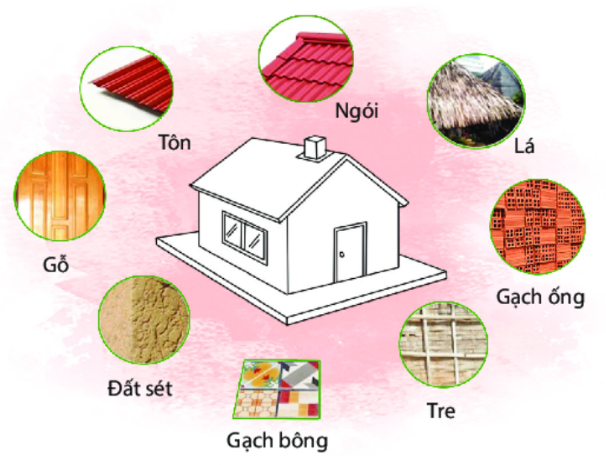 Ngói
Tôn
Lá
Gỗ
Gạch ống
Đất sét
Tre
Gạch bông